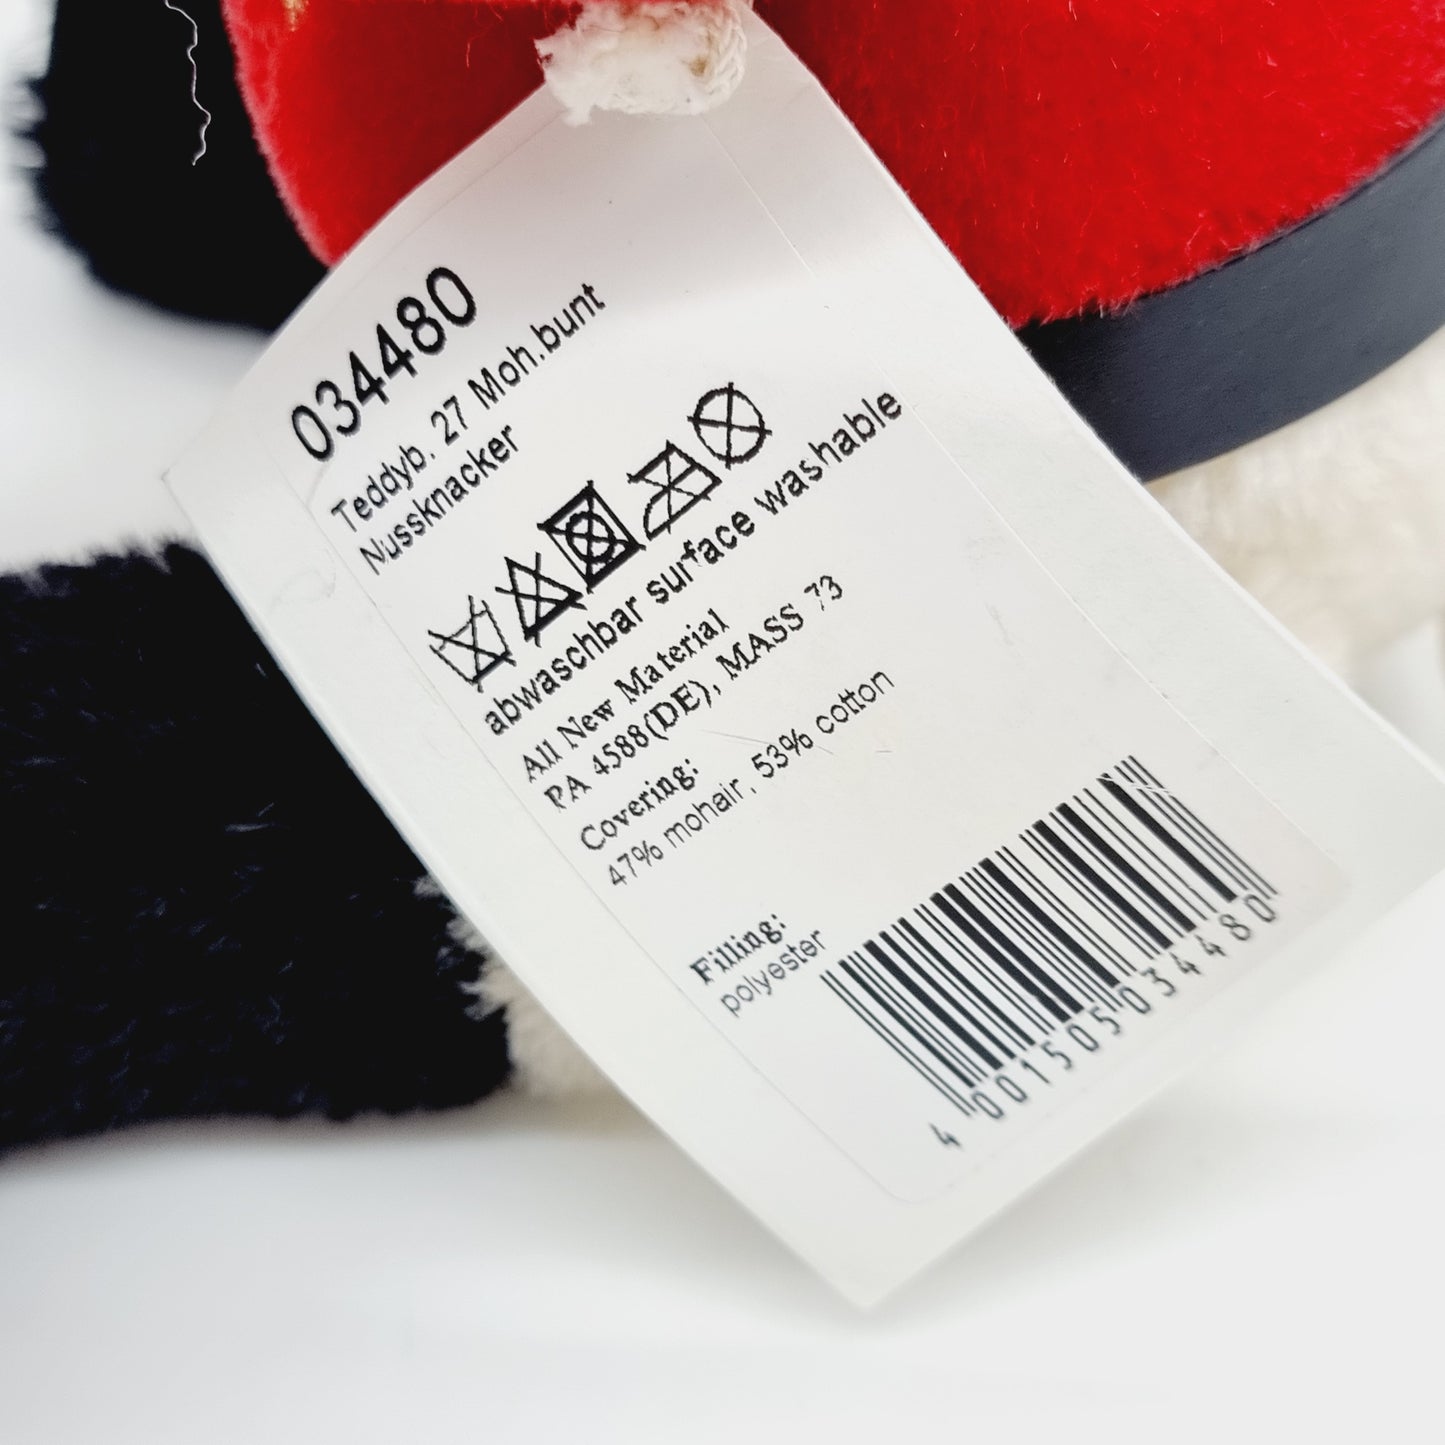 034480
Teddyb. 27 Moh.bunt
Nussknacker
abwaschbar surface washable
All New Material
PA 4588(DE), MASS 73
Covering:
47% mohair, 53% cotton
Filling:
polyester
4 001505 034480